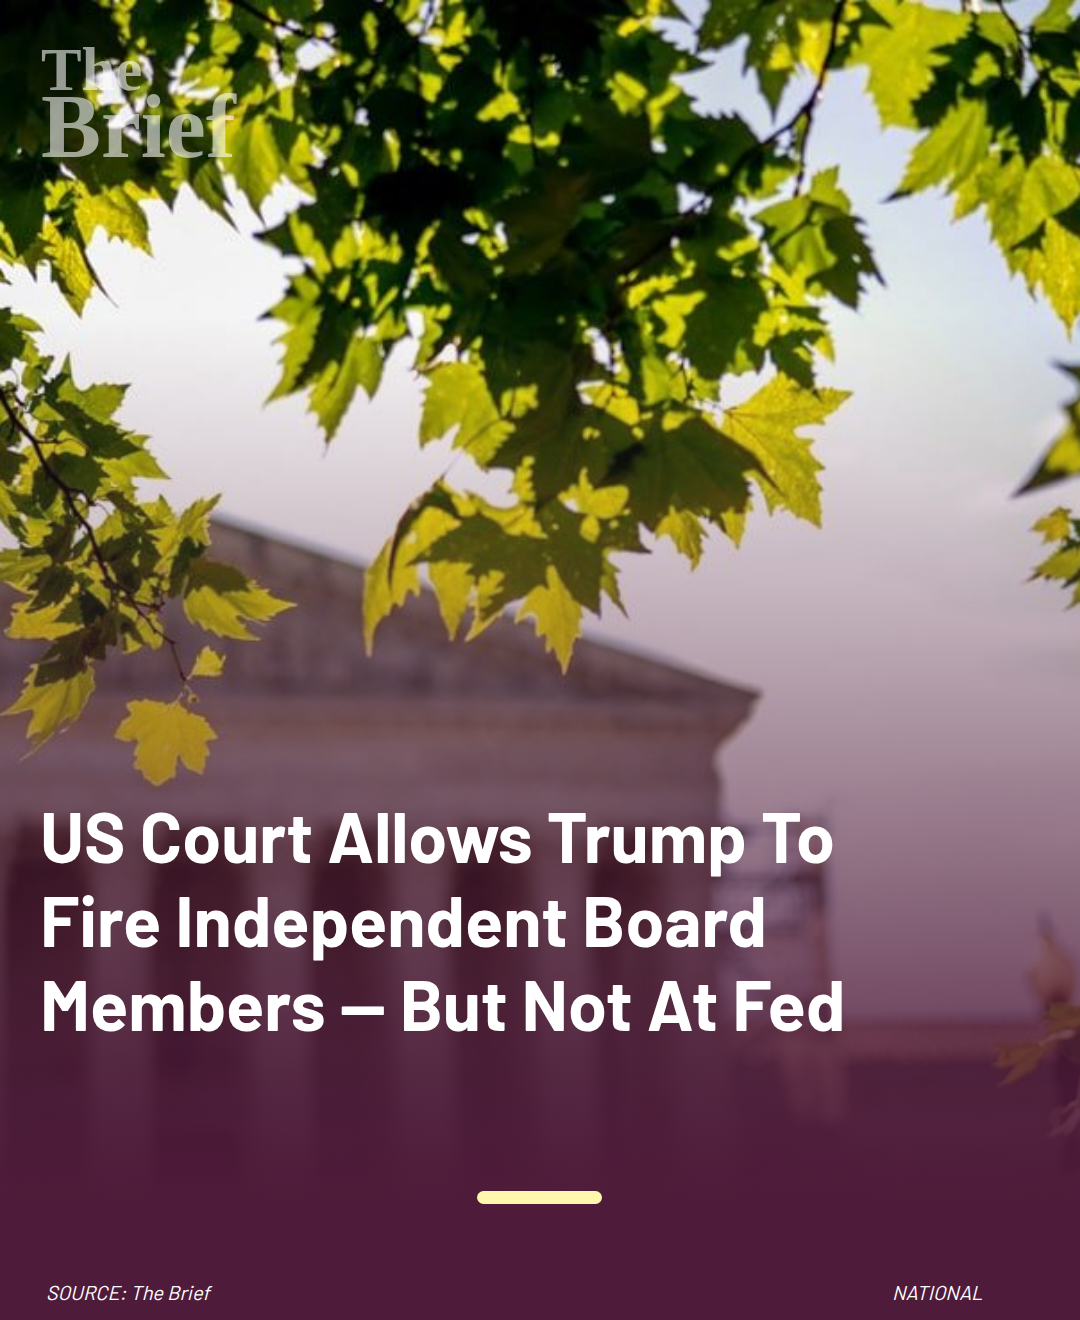 The
Brief
US Court Allows Trump To
Fire Independent Board
Members — But Not At Fed
SOURCE: The Brief
NATIONAL